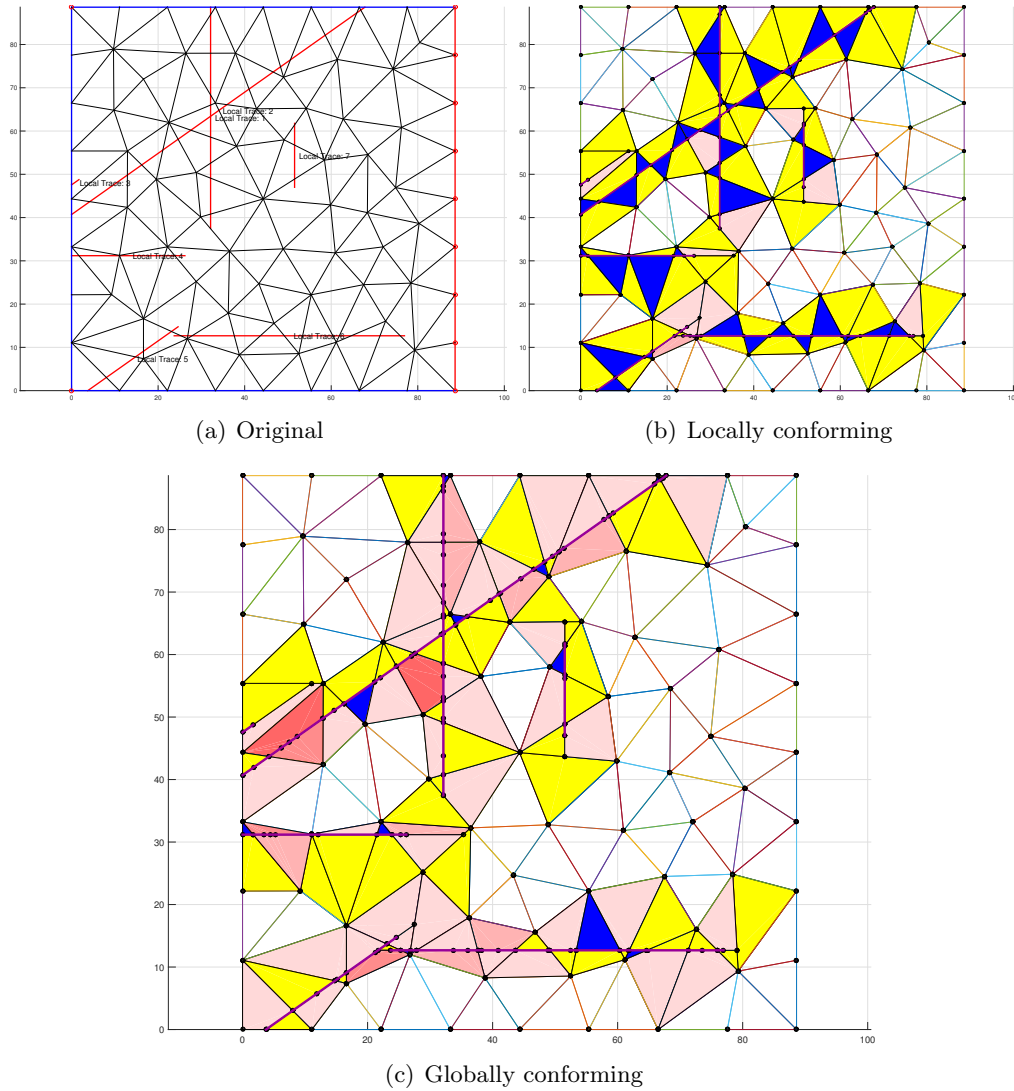 80
70
60
50
40
30
20
10
0
0 20 40 60 80 100
Local Trace: 2
Local Trace: 1
Local Trace: 7
Local Trace: 3
Local Trace: 4
Local Trace: 6
Local Trace: 5
80
70
60
50
40
30
20
10
0
0 20 40 60 80 100
(a) Original
(b) Locally conforming
80
70
60
50
40
30
20
10
0
0 20 40 60 80 100
(c) Globally conforming